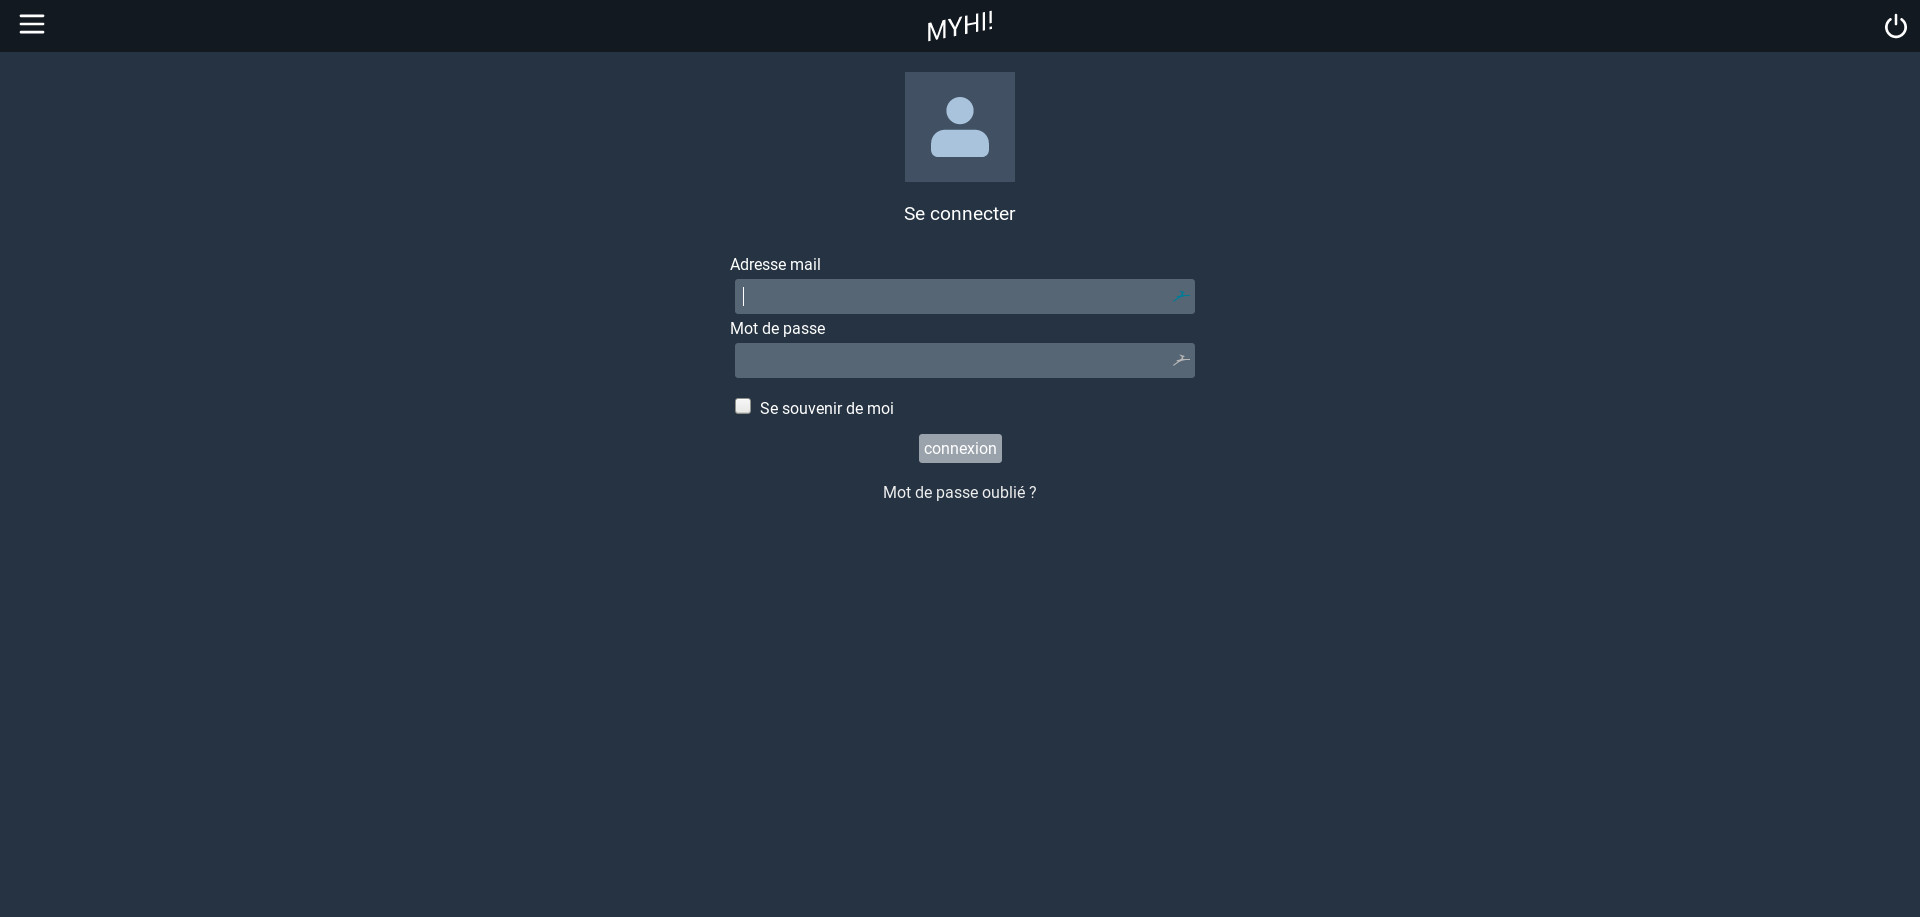 MYHI!
Se connecter
Adresse mail
Mot de passe
Se souvenir de moi
connexion
Mot de passe oublié ?